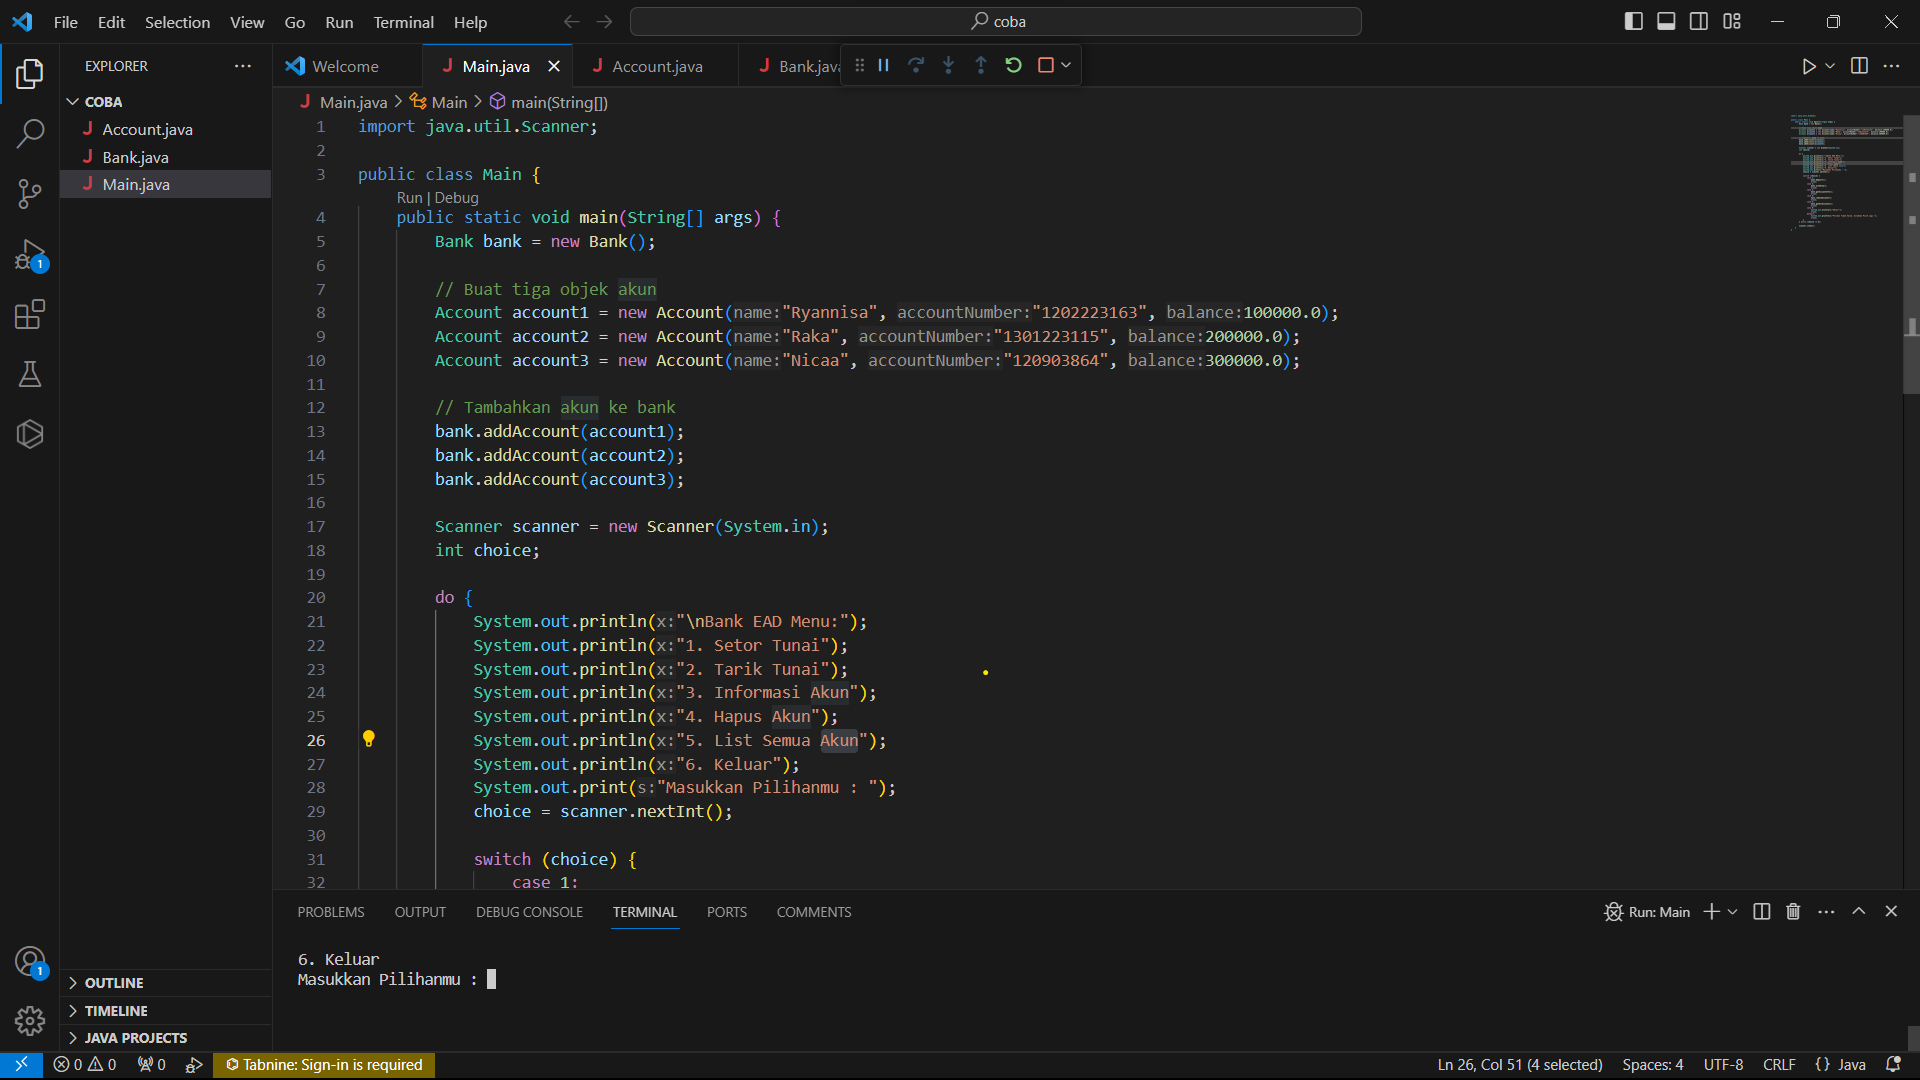 File Edit Selection View Go Run Terminal Help
coba
EXPLORER
COBA
Account.java
Bank.java
Main.java
OUTLINE
TIMELINE
JAVA PROJECTS
1
1
Welcome
Main.java
Account.java
Bank.java
Main.java > Main > main(String[])
1 import java.util.Scanner;
2
3 public class Main {
Run | Debug
4 public static void main(String[] args) {
5 Bank bank = new Bank();
6
7 // Buat tiga objek akun
8 Account account1 = new Account(name:"Ryannisa", accountNumber:"1202223163", balance:100000.0);
9 Account account2 = new Account(name:"Raka", accountNumber:"1301223115", balance:200000.0);
10 Account account3 = new Account(name:"Nicaa", accountNumber:"120903864", balance:300000.0);
11
12 // Tambahkan akun ke bank
13 bank.addAccount(account1);
14 bank.addAccount(account2);
15 bank.addAccount(account3);
16
17 Scanner scanner = new Scanner(System.in);
18 int choice;
19
20 do {
21 System.out.println(x:"\nBank EAD Menu:");
22 System.out.println(x:"1. Setor Tunai");
23 System.out.println(x:"2. Tarik Tunai");
24 System.out.println(x:"3. Informasi Akun");
25 System.out.println(x:"4. Hapus Akun");
26 System.out.println(x:"5. List Semua Akun");
27 System.out.println(x:"6. Keluar");
28 System.out.print(s:"Masukkan Pilihanmu : ");
29 choice = scanner.nextInt();
30
31 switch (choice) {
32 case 1:
PROBLEMS OUTPUT DEBUG CONSOLE TERMINAL PORTS COMMENTS
Run: Main
6. Keluar
Masukkan Pilihanmu :
0 0 0 Tabnine: Sign-in is required
Ln 26, Col 51 (4 selected) Spaces: 4 UTF-8 CRLF {} Java